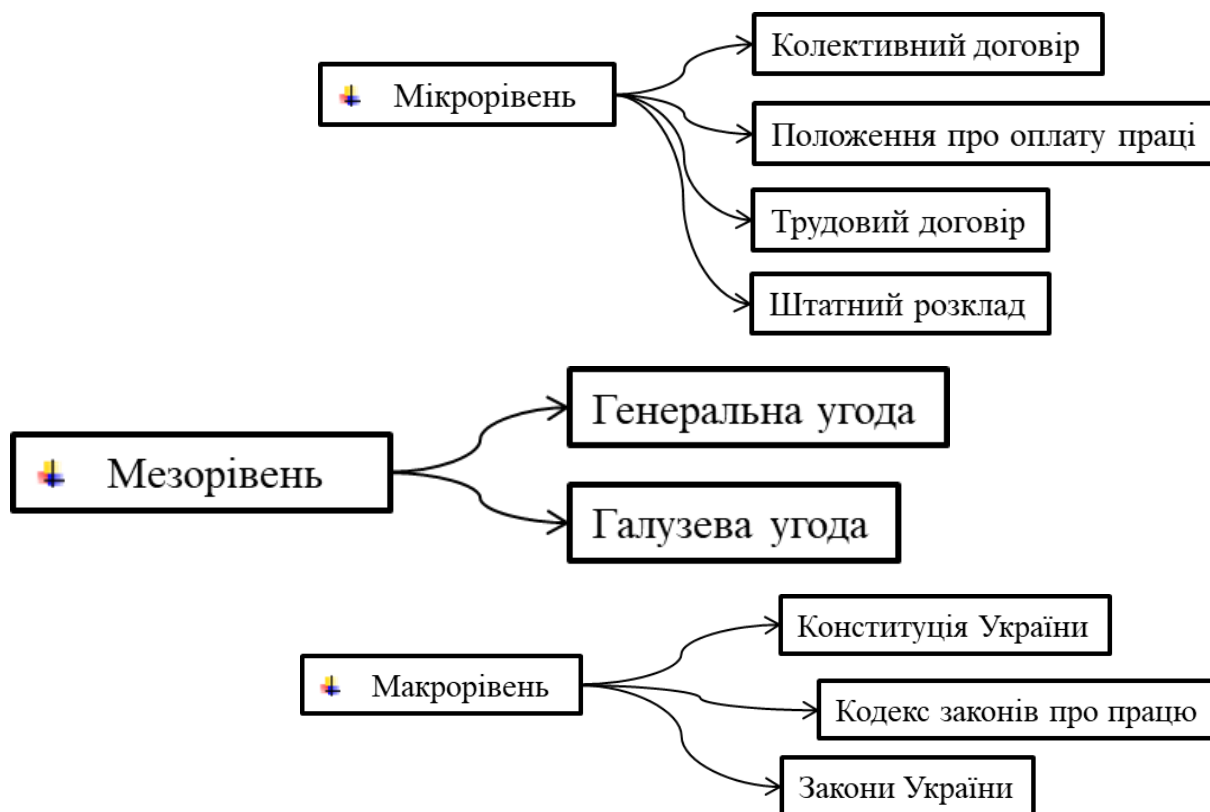 Мікрорівень
Колективний договір
Положення про оплату праці
Трудовий договір
Штатний розклад
Мезорівень
Генеральна угода
Галузева угода
Макрорівень
Конституція України
Кодекс законів про працю
Закони України